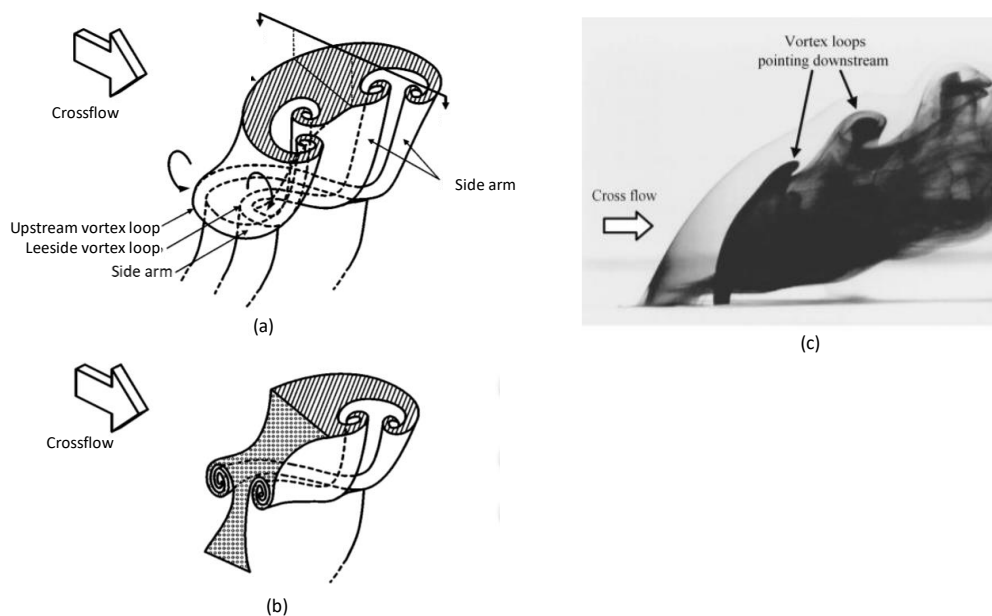 Crossflow
Side arm
Upstream vortex loop
Leeside vortex loop
Side arm
(a)
Crossflow
(b)
Vortex loops
pointing downstream
Cross flow
(c)